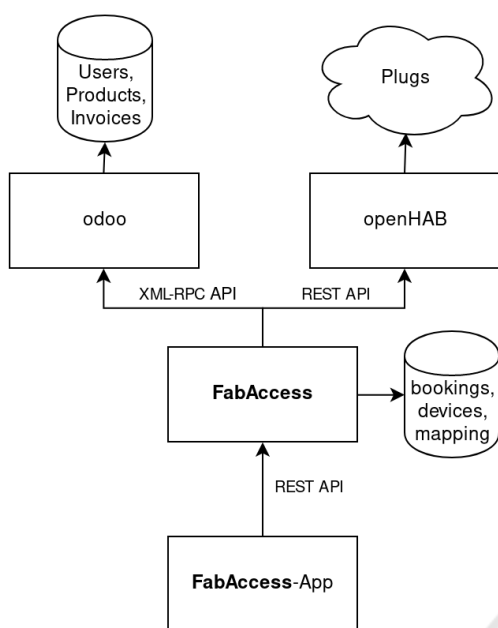 Users,
Products,
Invoices
Plugs
odoo
openHAB
XML-RPC API
REST API
FabAccess
bookings,
devices,
mapping
REST API
FabAccess-App